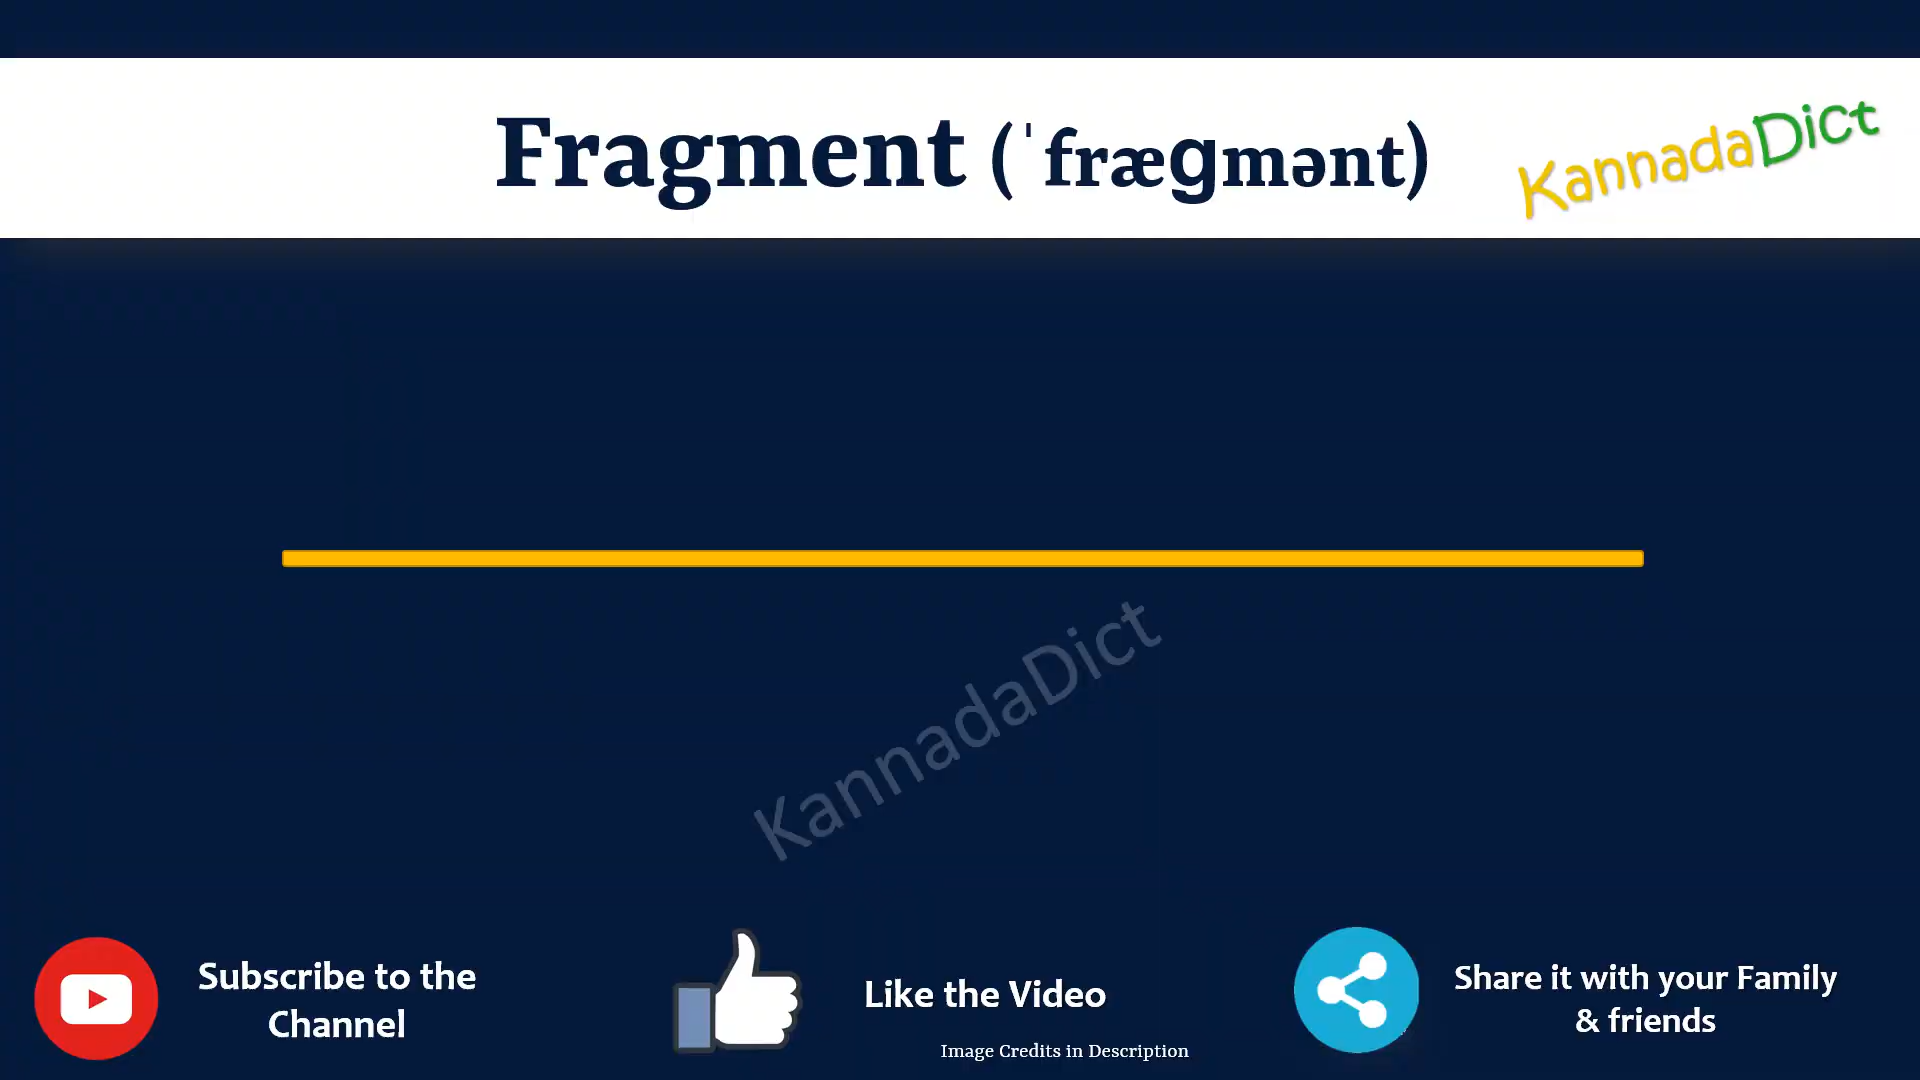 Fragment (ˈfræɡmənt)
KannadaDict
KannadaDict
Subscribe to the
Channel
Like the Video
Share it with your Family
& friends
Image Credits in Description